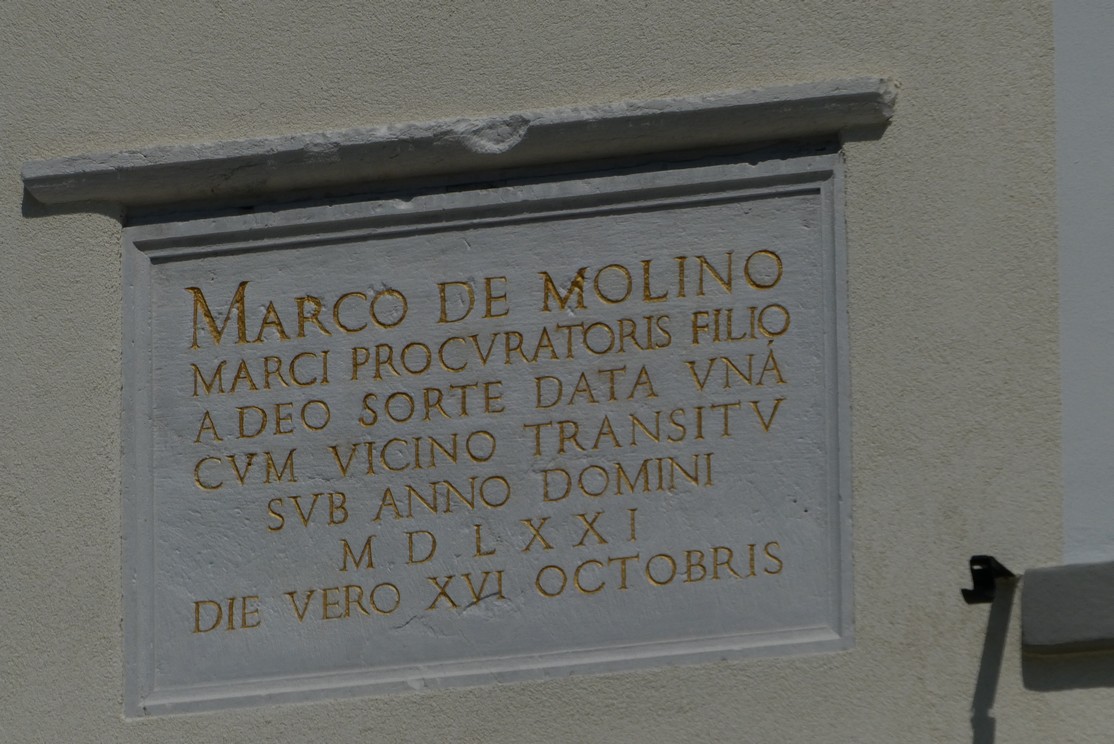 MARCO DE MOLINO
MARCI PROCVRATORIS FILIO
A DEO SORTE DATA VNÁ
CVM VICINO TRANSITV
SVB ANNO DOMINI
M D L X X I
DIE VERO XVI OCTOBRIS